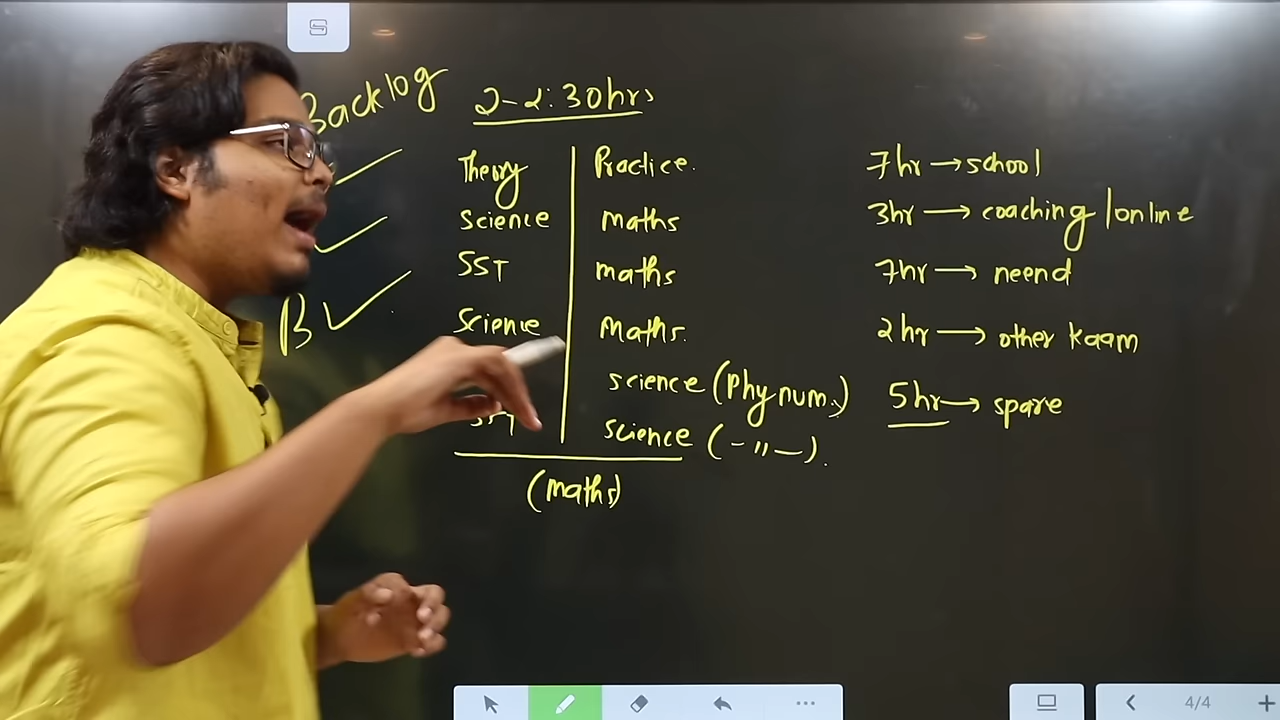 Backlog
2-2:30hrs
Theory Practice.
Science maths
SST maths
Science Maths.
science (Phy num.)
SST science (-"-).
(maths)
B
7hr → school
3hr → coaching/online
7hr → neend
2hr → other kaam
5hr → spare
4/4